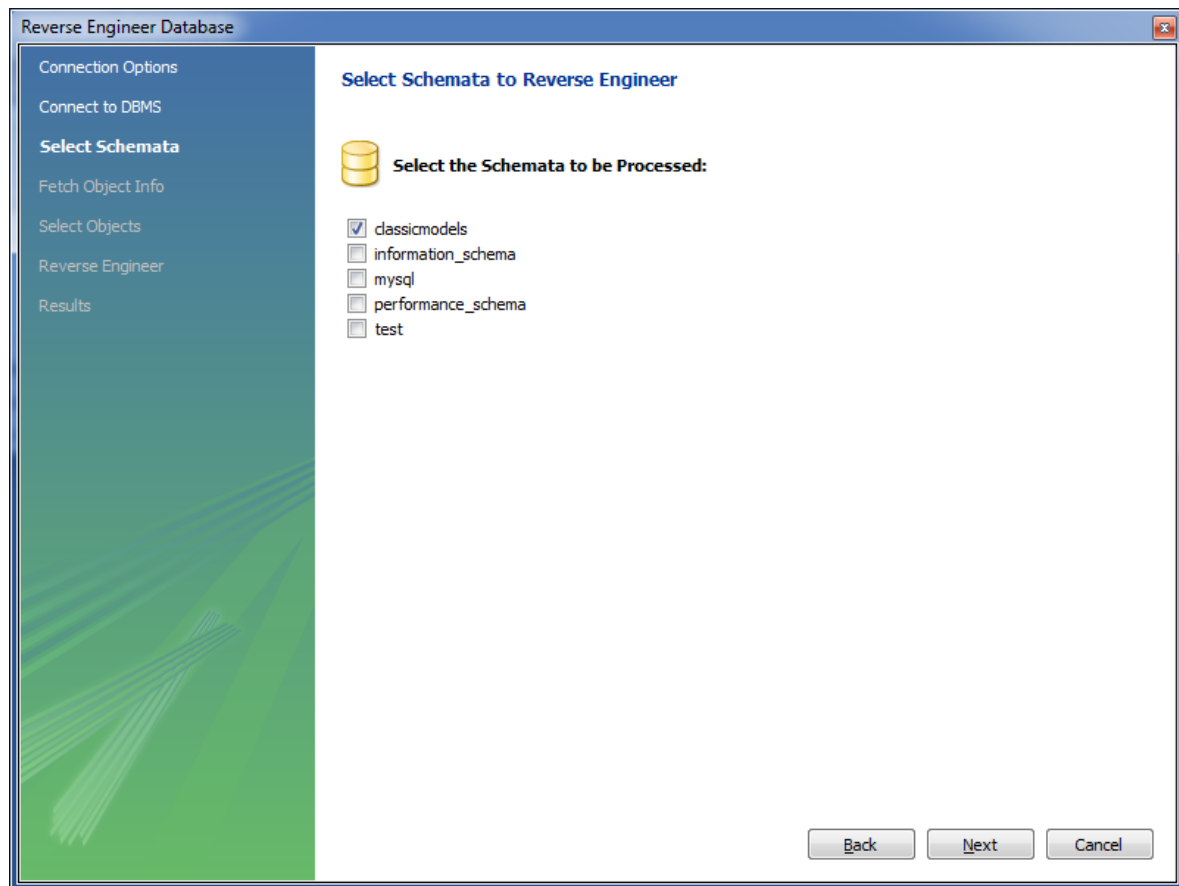 Reverse Engineer Database
Connection Options
Connect to DBMS
Select Schemata
Fetch Object Info
Select Objects
Reverse Engineer
Results
Select Schemata to Reverse Engineer
Select the Schemata to be Processed:
classicmodels
information_schema
mysql
performance_schema
test
Back
Next
Cancel